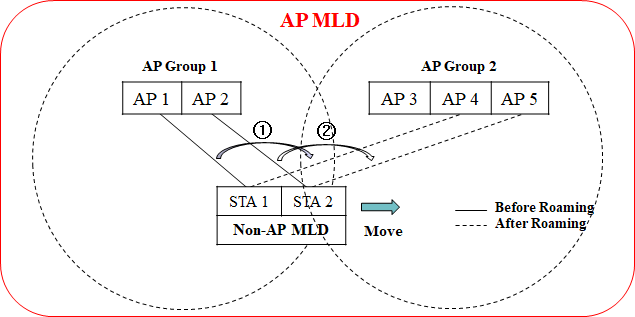 AP MLD
AP Group 1
AP Group 2
AP 1 AP 2
AP 3 AP 4 AP 5
① ②
STA 1 STA 2
Non-AP MLD
Move
Before Roaming
After Roaming